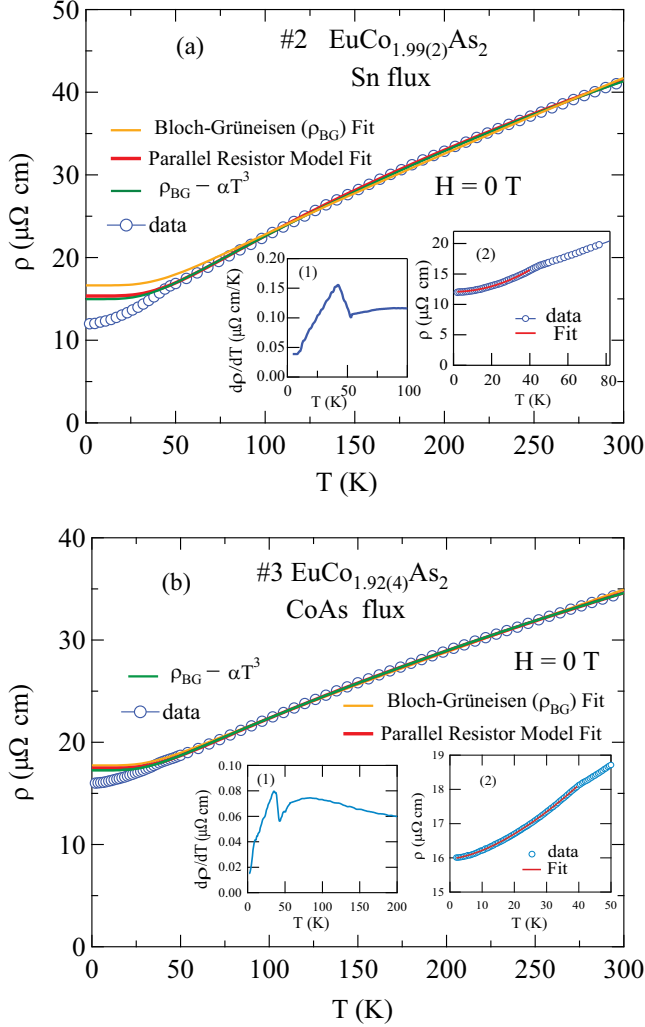 (a)
#2 EuCo1.99(2)As2
Sn flux
Bloch-Grüneisen (ρBG) Fit
Parallel Resistor Model Fit
ρBG − αT3
data
H = 0 T
ρ (μΩ cm)
50
40
30
20
10
0
0 50 100 150 200 250 300
T (K)
(1)
dρ/dT (μΩ cm/K)
0.20
0.15
0.10
0.05
0.00
0 50 100
T (K)
(2)
ρ (μΩ cm)
20
16
12
8
4
0
data
Fit
0 20 40 60 80
T (K)
(b)
#3 EuCo1.92(4)As2
CoAs flux
H = 0 T
ρBG − αT3
data
Bloch-Grüneisen (ρBG) Fit
Parallel Resistor Model Fit
ρ (μΩ cm)
40
30
20
10
0
0 50 100 150 200 250 300
T (K)
(1)
dρ/dT (μΩ cm)
0.10
0.08
0.06
0.04
0.02
0.00
0 50 100 150 200
T (K)
(2)
ρ (μΩ cm)
19
18
17
16
15
data
Fit
0 10 20 30 40 50
T (K)